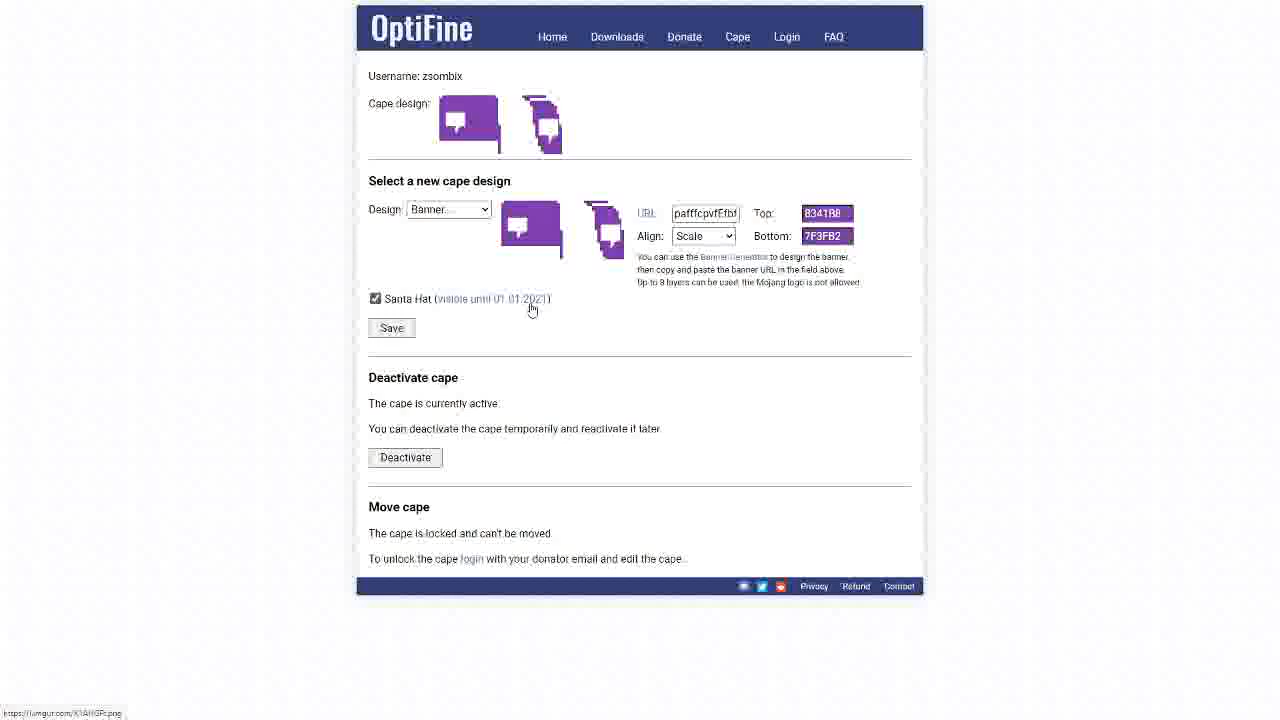 OptiFine
Home Downloads Donate Cape Login FAQ
Username: zsombix
Cape design:
Select a new cape design
Design: Banner... URL Top: 8341B8
Align: Scale Bottom: 7F3FB2
You can use the Banner Generator to design the banner,
then copy and paste the banner URL in the field above.
Up to 8 layers can be used, the Mojang logo is not allowed
Santa Hat (visible until 01.01.2021)
Save
Deactivate cape
The cape is currently active.
You can deactivate the cape temporarily and reactivate it later.
Deactivate
Move cape
The cape is locked and can't be moved.
To unlock the cape login with your donator email and edit the cape.
Privacy Refund Contact